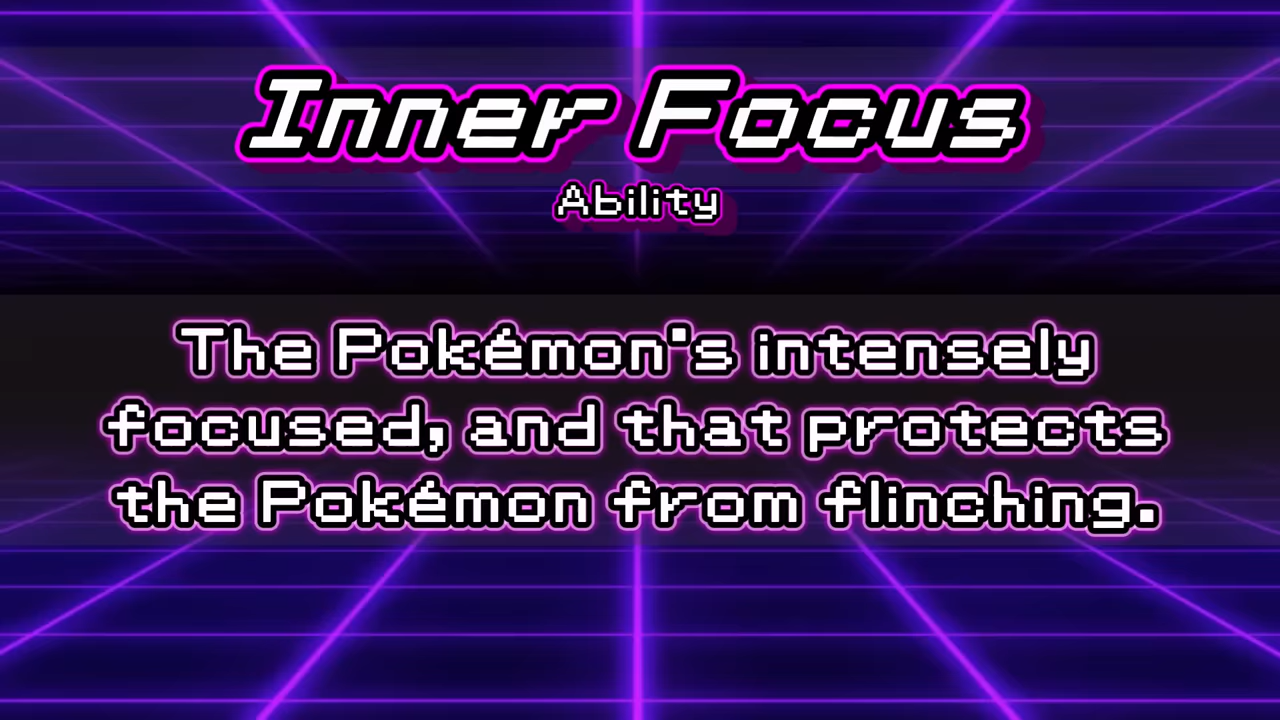 Inner Focus
Ability
The Pokémon's intensely
focused, and that protects
the Pokémon from flinching.